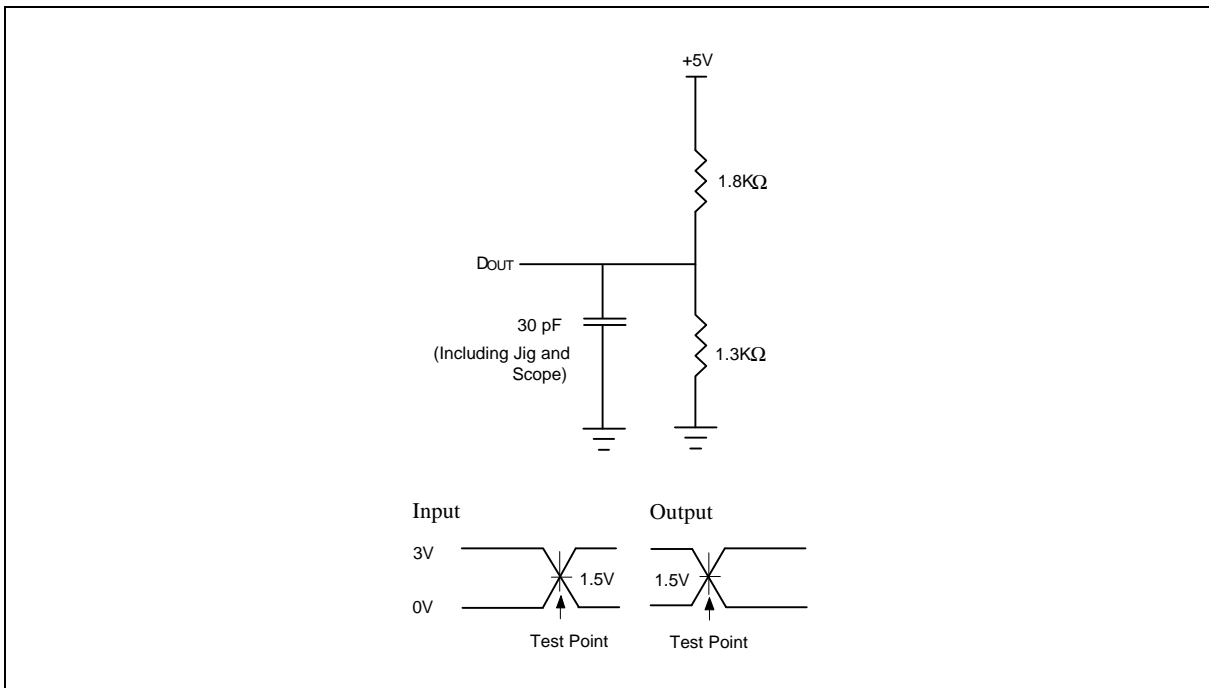 +5V
1.8KΩ
DOUT
30 pF
(Including Jig and
Scope)
1.3KΩ
Input
Output
3V
1.5V
1.5V
0V
Test Point
Test Point